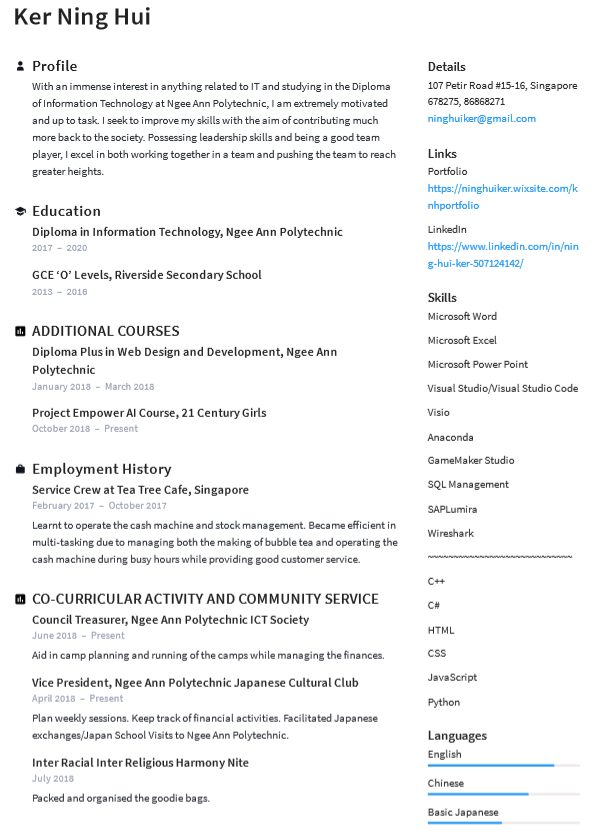 Ker Ning Hui
Profile
With an immense interest in anything related to IT and studying in the Diploma
of Information Technology at Ngee Ann Polytechnic, I am extremely motivated
and up to task. I seek to improve my skills with the aim of contributing much
more back to the society. Possessing leadership skills and being a good team
player, I excel in both working together in a team and pushing the team to reach
greater heights.
Education
Diploma in Information Technology, Ngee Ann Polytechnic
2017 – 2020
GCE ‘O’ Levels, Riverside Secondary School
2013 – 2016
ADDITIONAL COURSES
Diploma Plus in Web Design and Development, Ngee Ann
Polytechnic
January 2018 – March 2018
Project Empower AI Course, 21 Century Girls
October 2018 – Present
Employment History
Service Crew at Tea Tree Cafe, Singapore
February 2017 – October 2017
Learnt to operate the cash machine and stock management. Became efficient in
multi-tasking due to managing both the making of bubble tea and operating the
cash machine during busy hours while providing good customer service.
CO-CURRICULAR ACTIVITY AND COMMUNITY SERVICE
Council Treasurer, Ngee Ann Polytechnic ICT Society
June 2018 – Present
Aid in camp planning and running of the camps while managing the finances.
Vice President, Ngee Ann Polytechnic Japanese Cultural Club
April 2018 – Present
Plan weekly sessions. Keep track of financial activities. Facilitated Japanese
exchanges/Japan School Visits to Ngee Ann Polytechnic.
Inter Racial Inter Religious Harmony Nite
July 2018
Packed and organised the goodie bags.
Details
107 Petir Road #15-16, Singapore
678275, 86868271
ninghuiker@gmail.com
Links
Portfolio
https://ninghuiker.wixsite.com/k
nhportfolio
LinkedIn
https://www.linkedin.com/in/nin
g-hui-ker-507124142/
Skills
Microsoft Word
Microsoft Excel
Microsoft Power Point
Visual Studio/Visual Studio Code
Visio
Anaconda
GameMaker Studio
SQL Management
SAPLumira
Wireshark
~~~~~~~~~~~~~~~~~~~~~~~~~~~~
C++
C#
HTML
CSS
JavaScript
Python
Languages
English
Chinese
Basic Japanese